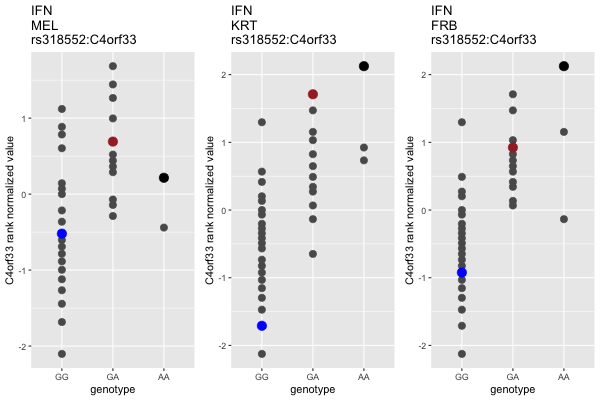 IFN
MEL
rs318552:C4orf33
C4orf33 rank normalized value
1
0
-1
-2
GG GA AA
genotype
IFN
KRT
rs318552:C4orf33
C4orf33 rank normalized value
2
1
0
-1
-2
GG GA AA
genotype
IFN
FRB
rs318552:C4orf33
C4orf33 rank normalized value
2
1
0
-1
-2
GG GA AA
genotype